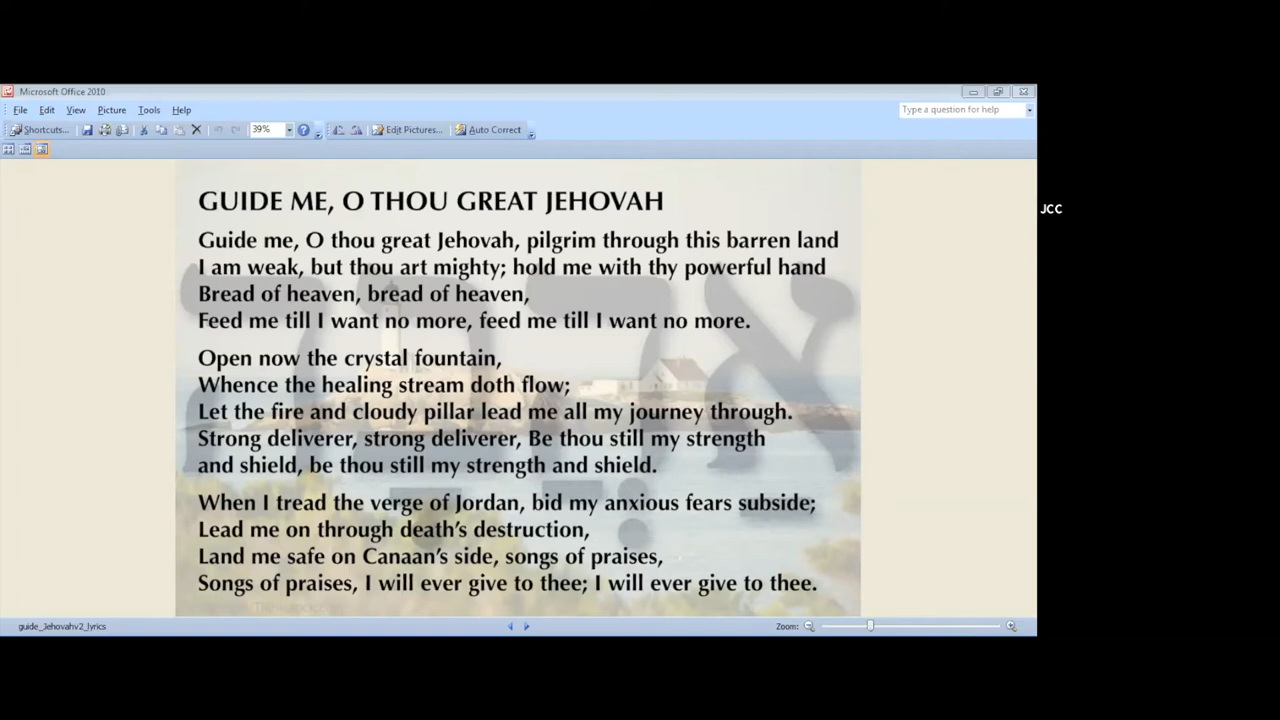 Microsoft Office 2010
File Edit View Picture Tools Help
Type a question for help
Shortcuts...
39%
Edit Pictures...
Auto Correct
GUIDE ME, O THOU GREAT JEHOVAH
Guide me, O thou great Jehovah, pilgrim through this barren land
I am weak, but thou art mighty; hold me with thy powerful hand
Bread of heaven, bread of heaven,
Feed me till I want no more, feed me till I want no more.
Open now the crystal fountain,
Whence the healing stream doth flow;
Let the fire and cloudy pillar lead me all my journey through.
Strong deliverer, strong deliverer, Be thou still my strength
and shield, be thou still my strength and shield.
When I tread the verge of Jordan, bid my anxious fears subside;
Lead me on through death's destruction,
Land me safe on Canaan's side, songs of praises,
Songs of praises, I will ever give to thee; I will ever give to thee.
guide_Jehovahv2_lyrics
Zoom:
JCC